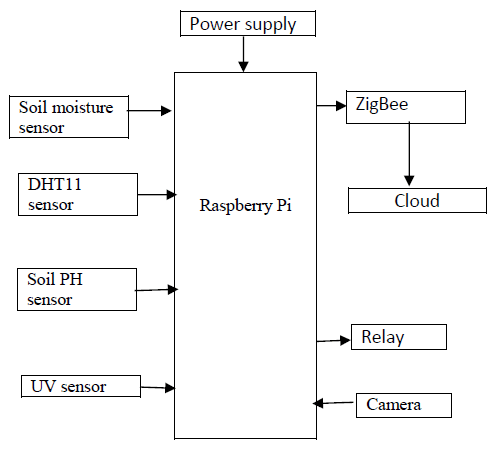 Power supply
Soil moisture
sensor
ZigBee
DHT11
sensor
Raspberry Pi
Cloud
Soil PH
sensor
Relay
UV sensor
Camera